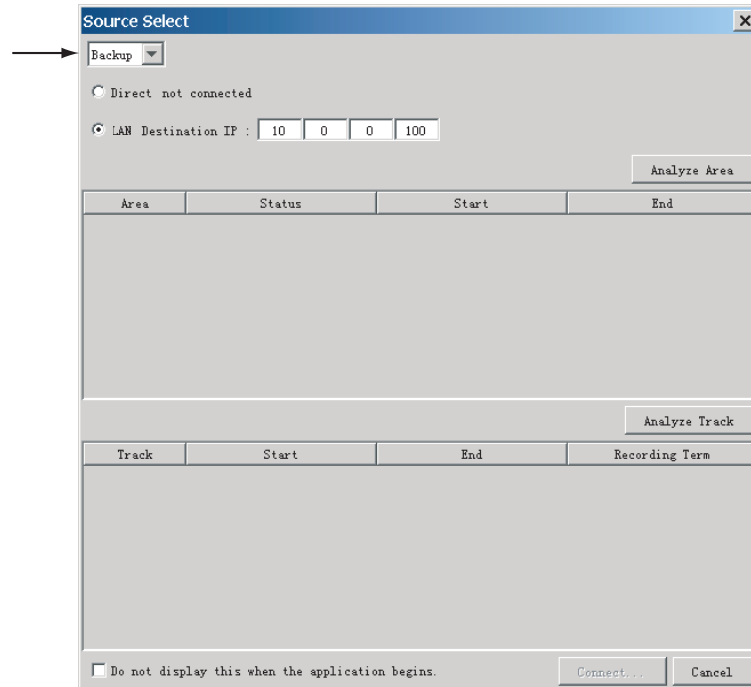 Source Select
Backup
Direct not connected
LAN Destination IP : 10 0 0 100
Analyze Area
Area Status Start End
Analyze Track
Track Start End Recording Term
Do not display this when the application begins. Connect... Cancel